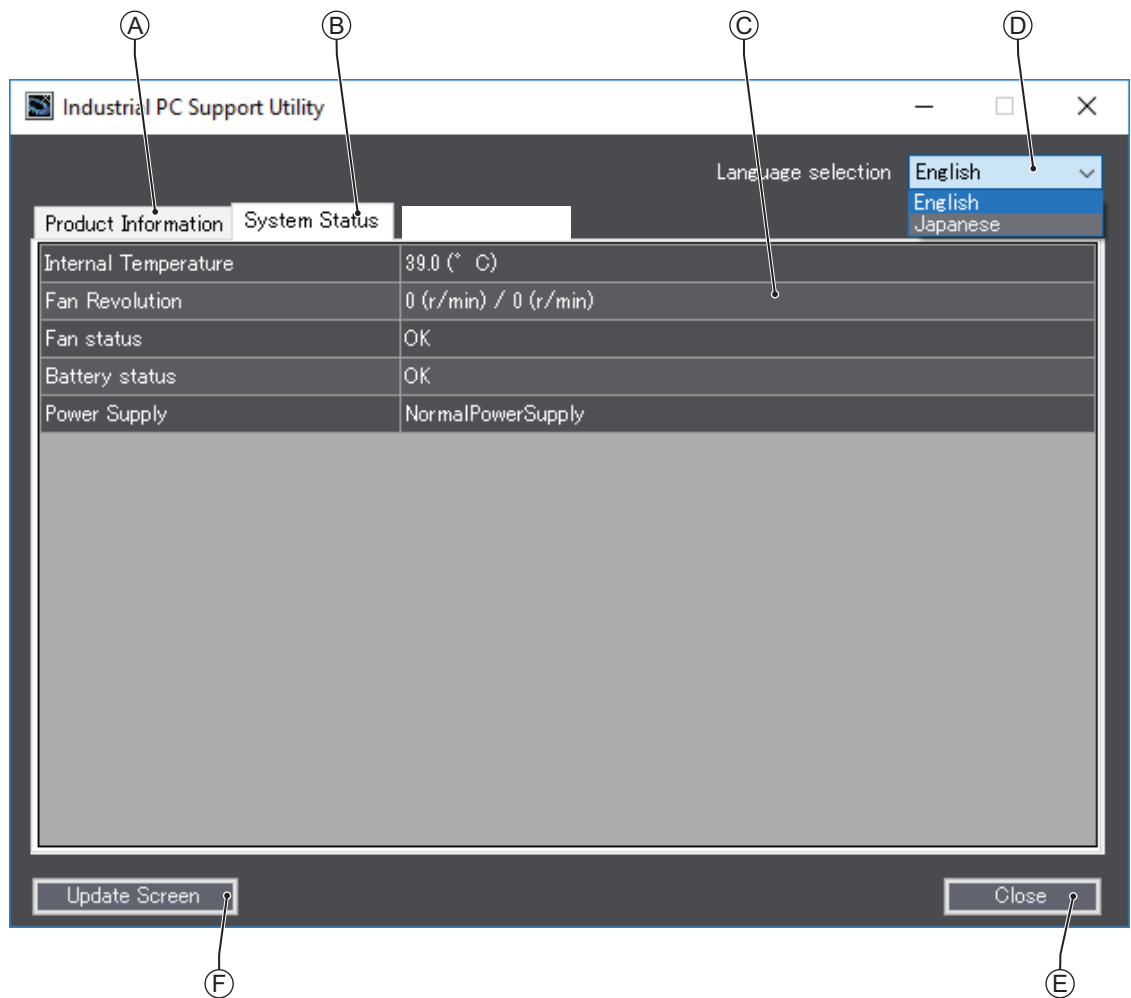 A B C D
Industrial PC Support Utility
Language selection English
English
Japanese
Product Information System Status
Internal Temperature 39.0 (° C)
Fan Revolution 0 (r/min) / 0 (r/min)
Fan status OK
Battery status OK
Power Supply NormalPowerSupply
Update Screen Close
F E